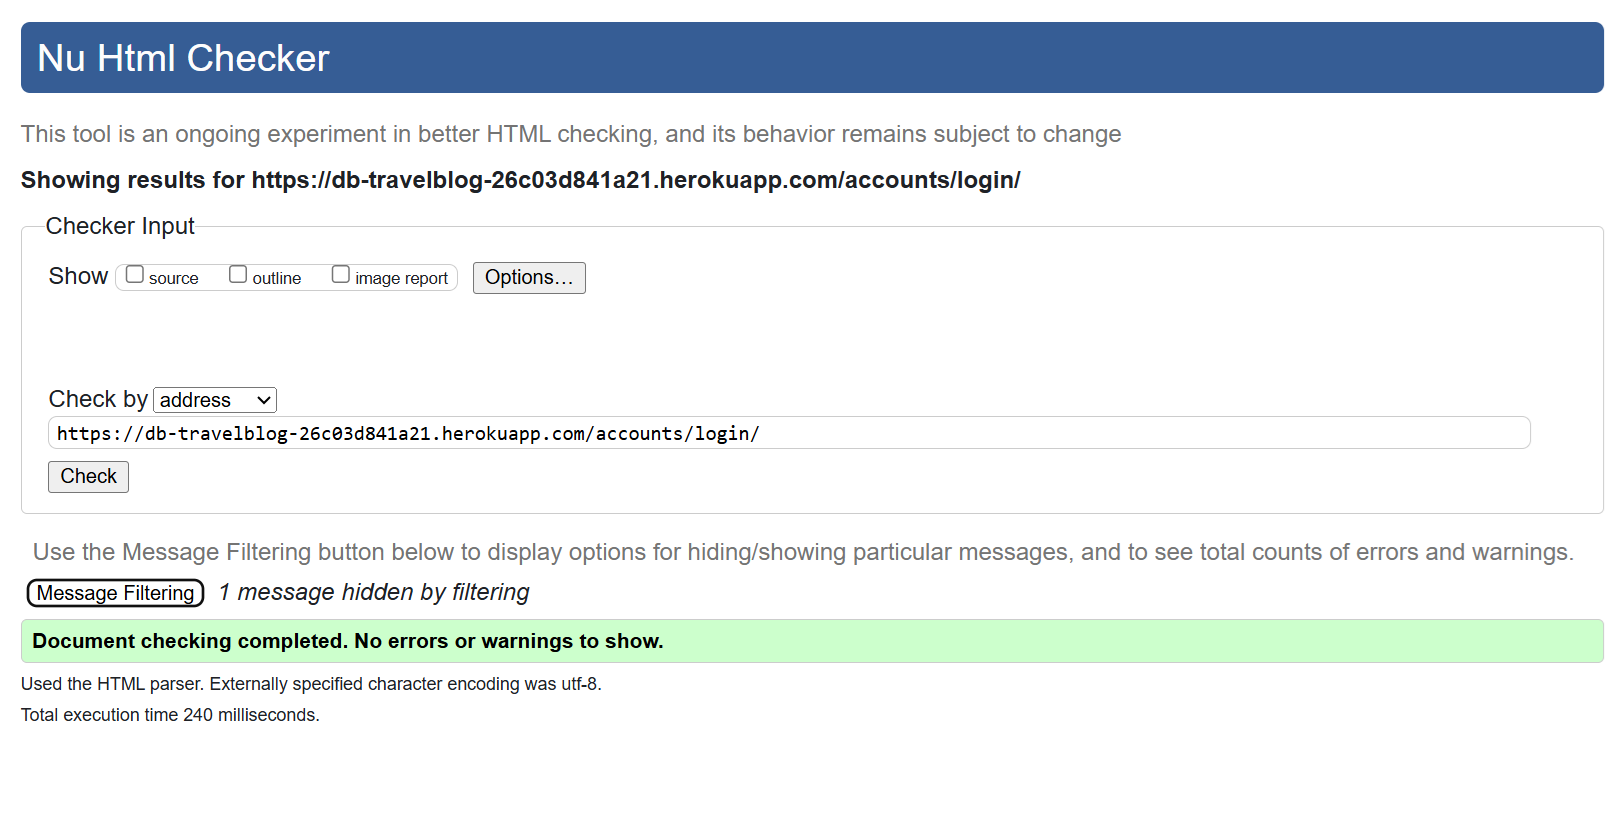 Nu Html Checker
This tool is an ongoing experiment in better HTML checking, and its behavior remains subject to change
Showing results for https://db-travelblog-26c03d841a21.herokuapp.com/accounts/login/
Checker Input
Show source outline image report Options…
Check by address
https://db-travelblog-26c03d841a21.herokuapp.com/accounts/login/
Check
Use the Message Filtering button below to display options for hiding/showing particular messages, and to see total counts of errors and warnings.
Message Filtering 1 message hidden by filtering
Document checking completed. No errors or warnings to show.
Used the HTML parser. Externally specified character encoding was utf-8.
Total execution time 240 milliseconds.